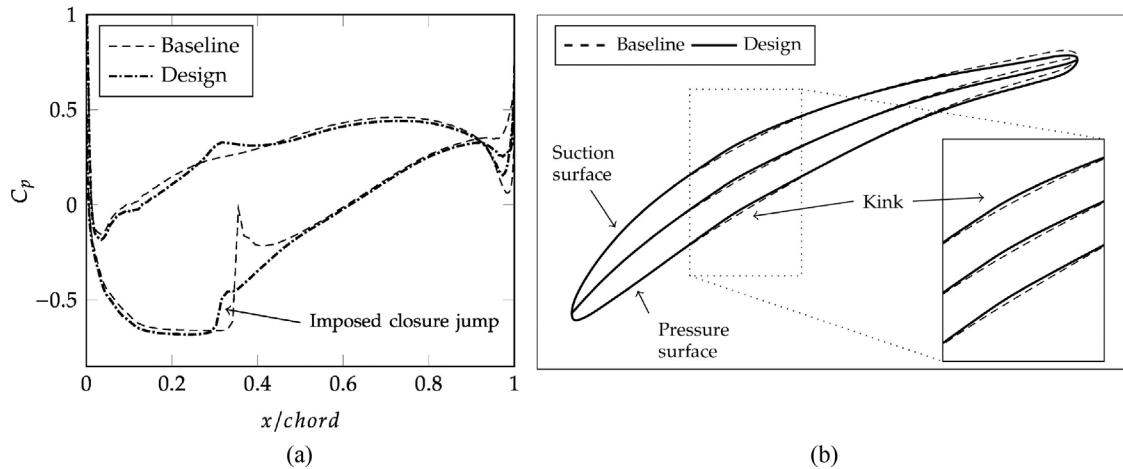 1
0.5
0
−0.5
C_p
Baseline
Design
Imposed closure jump
0
0.2
0.4
0.6
0.8
1
x/chord
(a)
Baseline
Design
Suction
surface
Kink
Pressure
surface
(b)